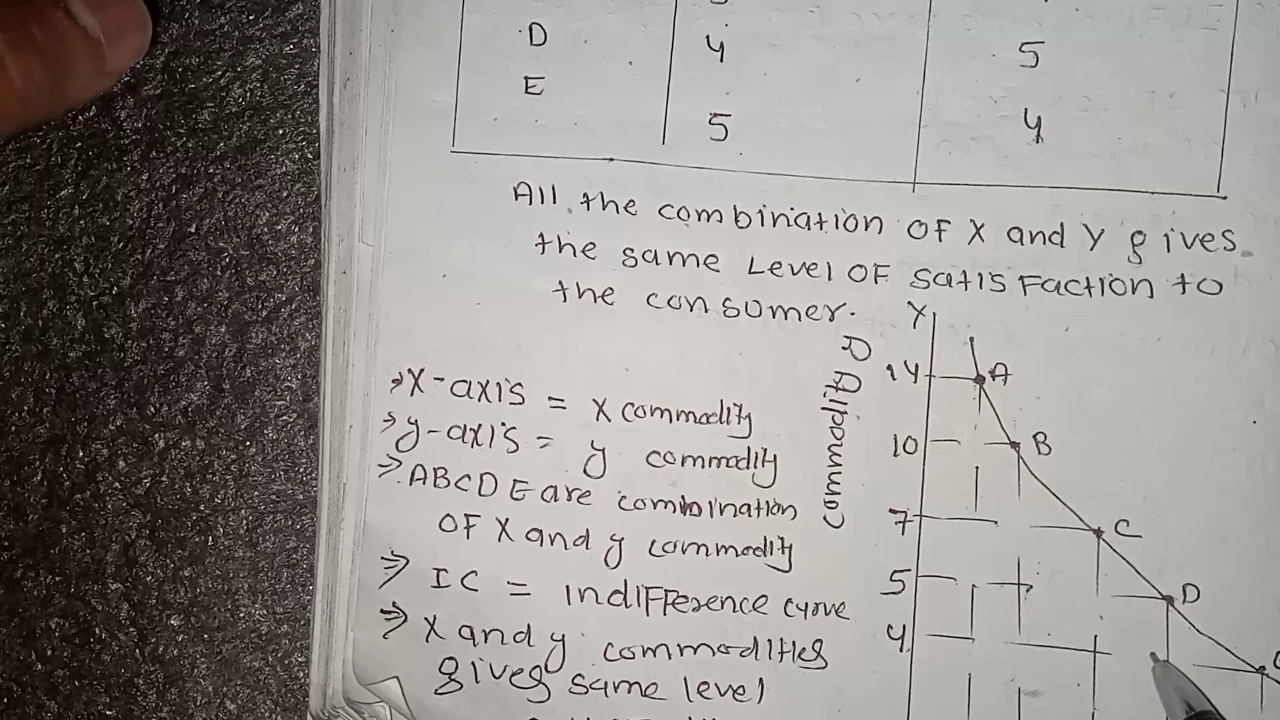 D 4 5
E
5 4
All the combination OF X and Y gives
the same Level OF satisFaction to
the consumer.
Y
14 A
10 B
7 C
5 D
4
Commodity
⇒ X-axis = X commodity
⇒ y-axis = y commodity
⇒ ABCDE are combination
OF X and y commodity
⇒ IC = indiFFerence curve
⇒ X and y commodities
gives same level